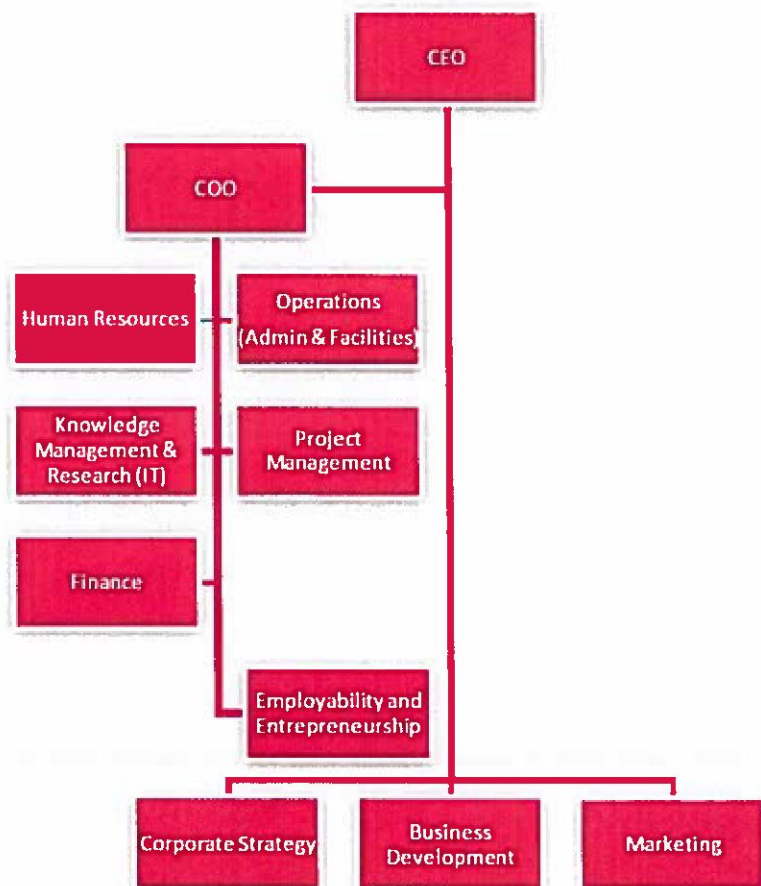 CEO
COO
Human Resources
Operations
(Admin & Facilities)
Knowledge
Management &
Research (IT)
Project
Management
Finance
Employability and
Entrepreneurship
Corporate Strategy
Business
Development
Marketing